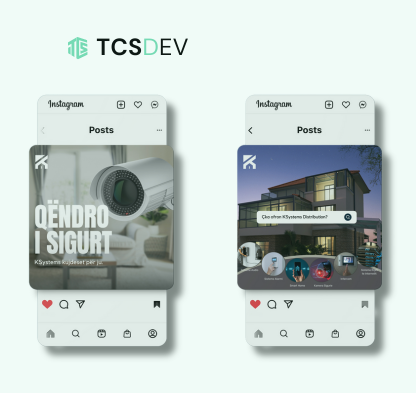 TCSDEV
Instagram
Posts
QËNDRO
I SIGURT
KSystems kujdeset për ju.
Instagram
Posts
Çka ofron KSystems Distribution?